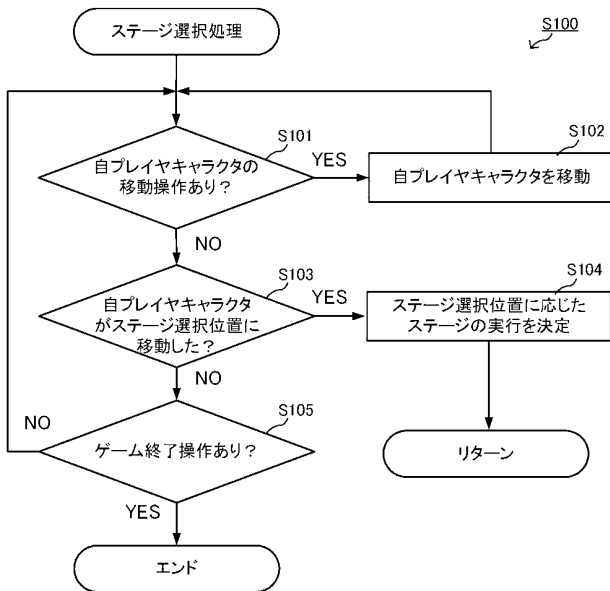 ステージ選択処理
S100
S101
自プレイヤキャラクタの
移動操作あり？
YES
S102
自プレイヤキャラクタを移動
NO
S103
自プレイヤキャラクタ
がステージ選択位置に
移動した？
YES
S104
ステージ選択位置に応じた
ステージの実行を決定
NO
S105
NO
ゲーム終了操作あり？
リターン
YES
エンド